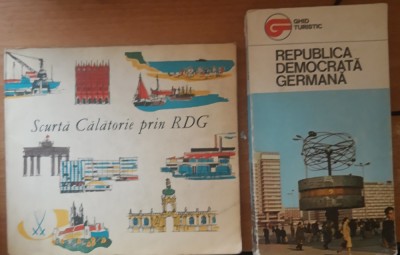 Scurtă Călătorie prin RDG
GHID
TURISTIC
REPUBLICA
DEMOCRATĂ
GERMANĂ